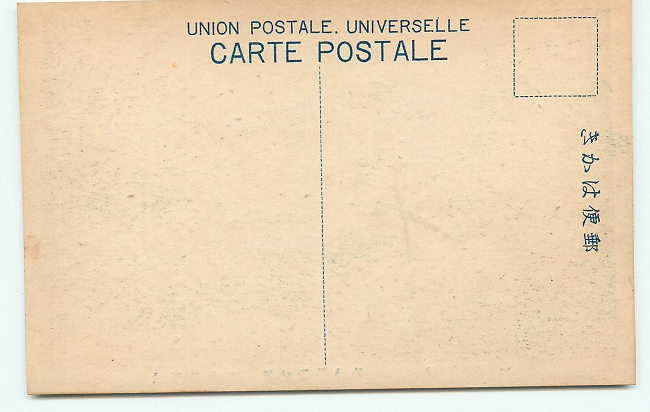 UNION POSTALE. UNIVERSELLE
CARTE POSTALE
郵便はかき